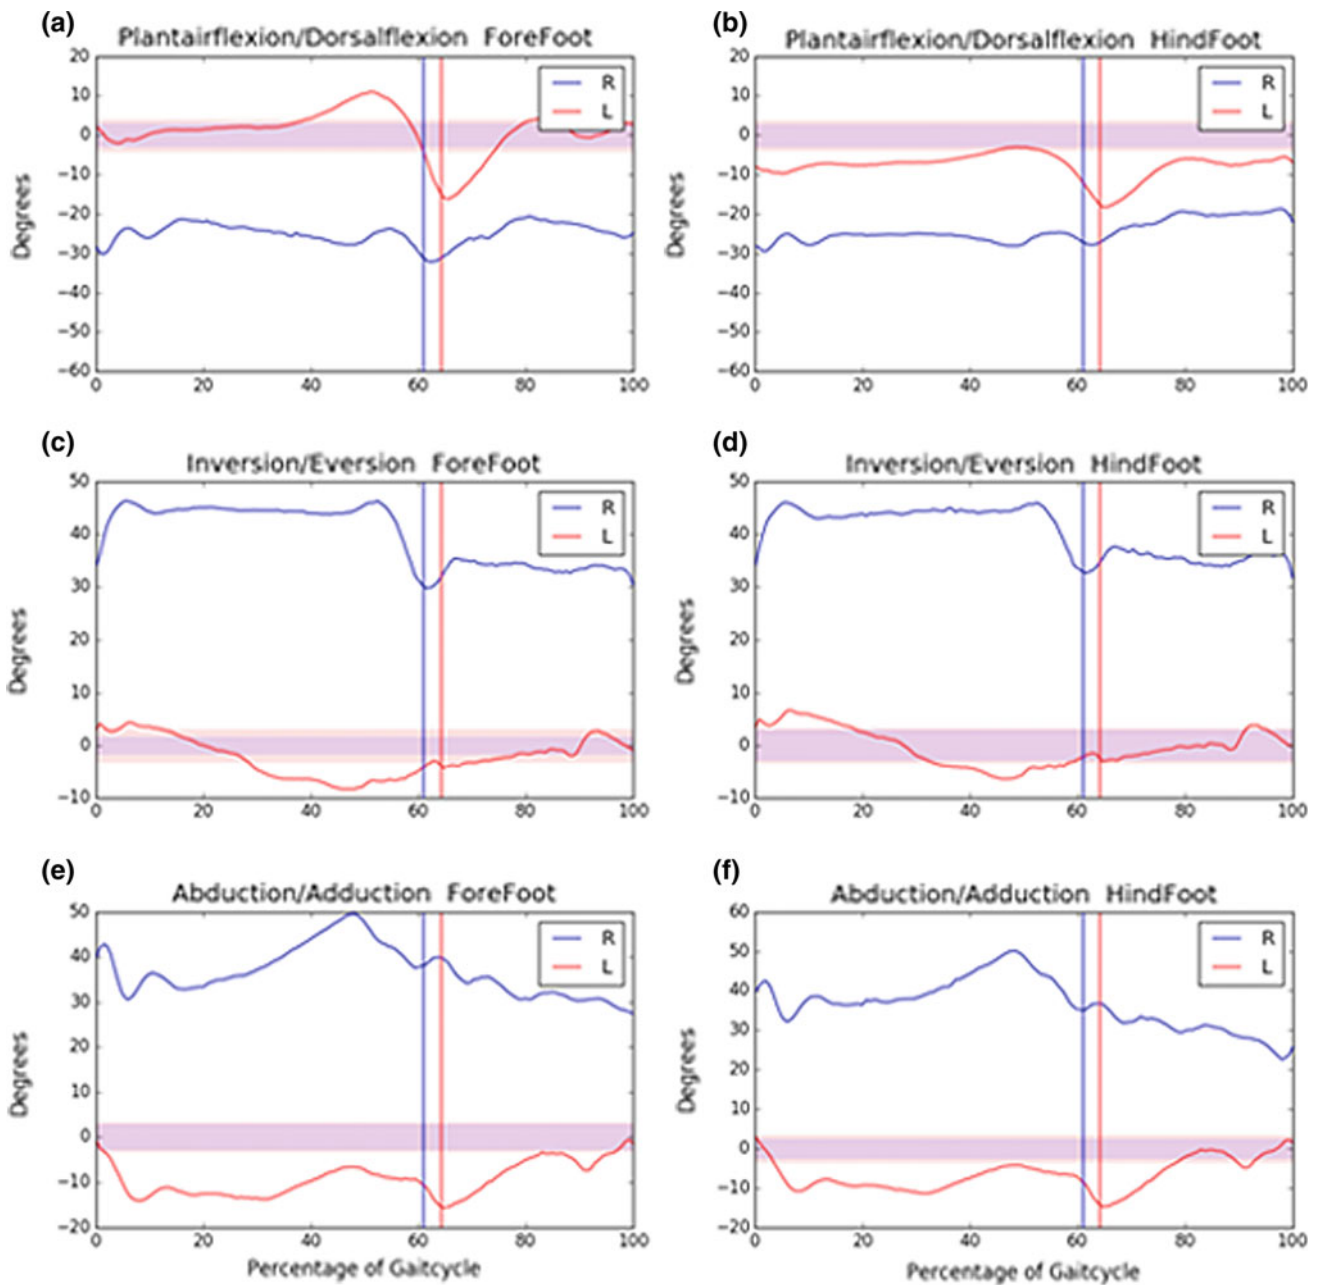 (a)
Plantairflexion/Dorsalflexion ForeFoot
Degrees
20
10
0
−10
−20
−30
−40
−50
−60
0 20 40 60 80 100
R
L
(b)
Plantairflexion/Dorsalflexion HindFoot
Degrees
20
10
0
−10
−20
−30
−40
−50
−60
0 20 40 60 80 100
R
L
(c)
Inversion/Eversion ForeFoot
Degrees
50
40
30
20
10
0
−10
0 20 40 60 80 100
R
L
(d)
Inversion/Eversion HindFoot
Degrees
50
40
30
20
10
0
−10
0 20 40 60 80 100
R
L
(e)
Abduction/Adduction ForeFoot
Degrees
50
40
30
20
10
0
−10
−20
0 20 40 60 80 100
Percentage of Gaitcycle
R
L
(f)
Abduction/Adduction HindFoot
Degrees
60
50
40
30
20
10
0
−10
−20
0 20 40 60 80 100
Percentage of Gaitcycle
R
L